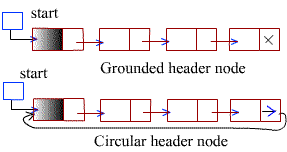 start
×
Grounded header node
start
Circular header node